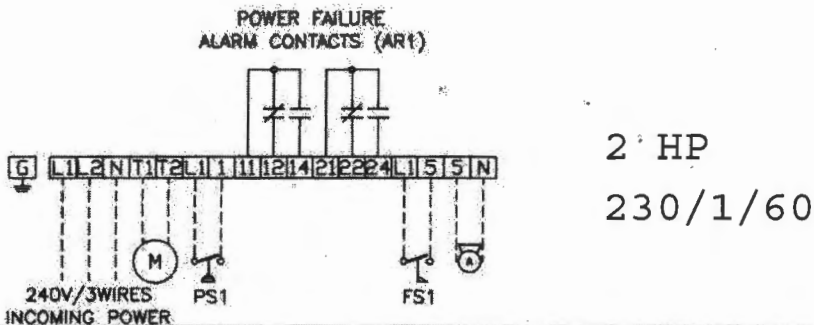 POWER FAILURE
ALARM CONTACTS (AR1)
G L1 L2 N T1 T2 L1 1 11 12 14 21 22 24 L1 5 5 N
2 HP
230/1/60
M
A
240V/3WIRES
PS1
FS1
INCOMING POWER